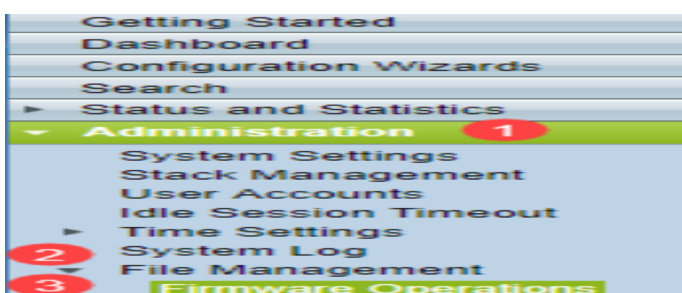 Getting Started
Dashboard
Configuration Wizards
Search
Status and Statistics
Administration 1
System Settings
Stack Management
User Accounts
Idle Session Timeout
Time Settings
2 System Log
File Management
3 Firmware Operations